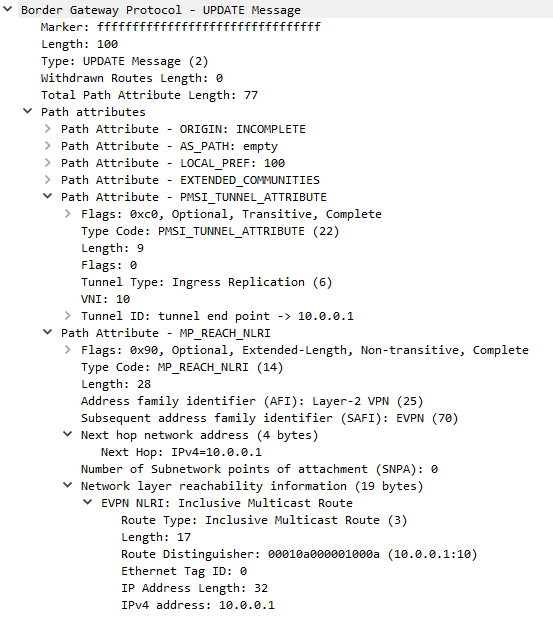 Border Gateway Protocol - UPDATE Message
Marker: ffffffffffffffffffffffffffffffff
Length: 100
Type: UPDATE Message (2)
Withdrawn Routes Length: 0
Total Path Attribute Length: 77
Path attributes
Path Attribute - ORIGIN: INCOMPLETE
Path Attribute - AS_PATH: empty
Path Attribute - LOCAL_PREF: 100
Path Attribute - EXTENDED_COMMUNITIES
Path Attribute - PMSI_TUNNEL_ATTRIBUTE
Flags: 0xc0, Optional, Transitive, Complete
Type Code: PMSI_TUNNEL_ATTRIBUTE (22)
Length: 9
Flags: 0
Tunnel Type: Ingress Replication (6)
VNI: 10
Tunnel ID: tunnel end point -> 10.0.0.1
Path Attribute - MP_REACH_NLRI
Flags: 0x90, Optional, Extended-Length, Non-transitive, Complete
Type Code: MP_REACH_NLRI (14)
Length: 28
Address family identifier (AFI): Layer-2 VPN (25)
Subsequent address family identifier (SAFI): EVPN (70)
Next hop network address (4 bytes)
Next Hop: IPv4=10.0.0.1
Number of Subnetwork points of attachment (SNPA): 0
Network layer reachability information (19 bytes)
EVPN NLRI: Inclusive Multicast Route
Route Type: Inclusive Multicast Route (3)
Length: 17
Route Distinguisher: 00010a000001000a (10.0.0.1:10)
Ethernet Tag ID: 0
IP Address Length: 32
IPv4 address: 10.0.0.1